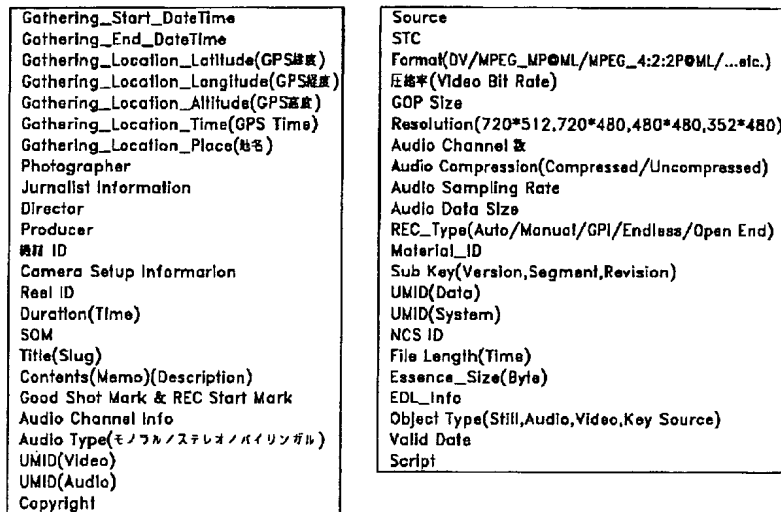 Gathering_Start_DateTime
Gathering_End_DateTime
Gathering_Location_Latitude(GPS緯度)
Gathering_Location_Longitude(GPS経度)
Gathering_Location_Altitude(GPS高度)
Gathering_Location_Time(GPS Time)
Gathering_Location_Place(地名)
Photographer
Jurnalist Information
Director
Producer
機材 ID
Camera Setup Informarion
Reel ID
Duration(Time)
SOM
Title(Slug)
Contents(Memo)(Description)
Good Shot Mark & REC Start Mark
Audio Channel Info
Audio Type(モノラル/ステレオ/バイリンガル)
UMID(Video)
UMID(Audio)
Copyright
Source
STC
Format(DV/MPEG_MP@ML/MPEG_4:2:2P@ML/...etc.)
圧縮率(Video Bit Rate)
GOP Size
Resolution(720*512,720*480,480*480,352*480)
Audio Channel 数
Audio Compression(Compressed/Uncompressed)
Audio Sampling Rate
Audio Data Size
REC_Type(Auto/Manual/GPI/Endless/Open End)
Material_ID
Sub Key(Version,Segment,Revision)
UMID(Data)
UMID(System)
NCS ID
File Length(Time)
Essence_Size(Byte)
EDL_Info
Object Type(Still,Audio,Video,Key Source)
Valid Date
Script